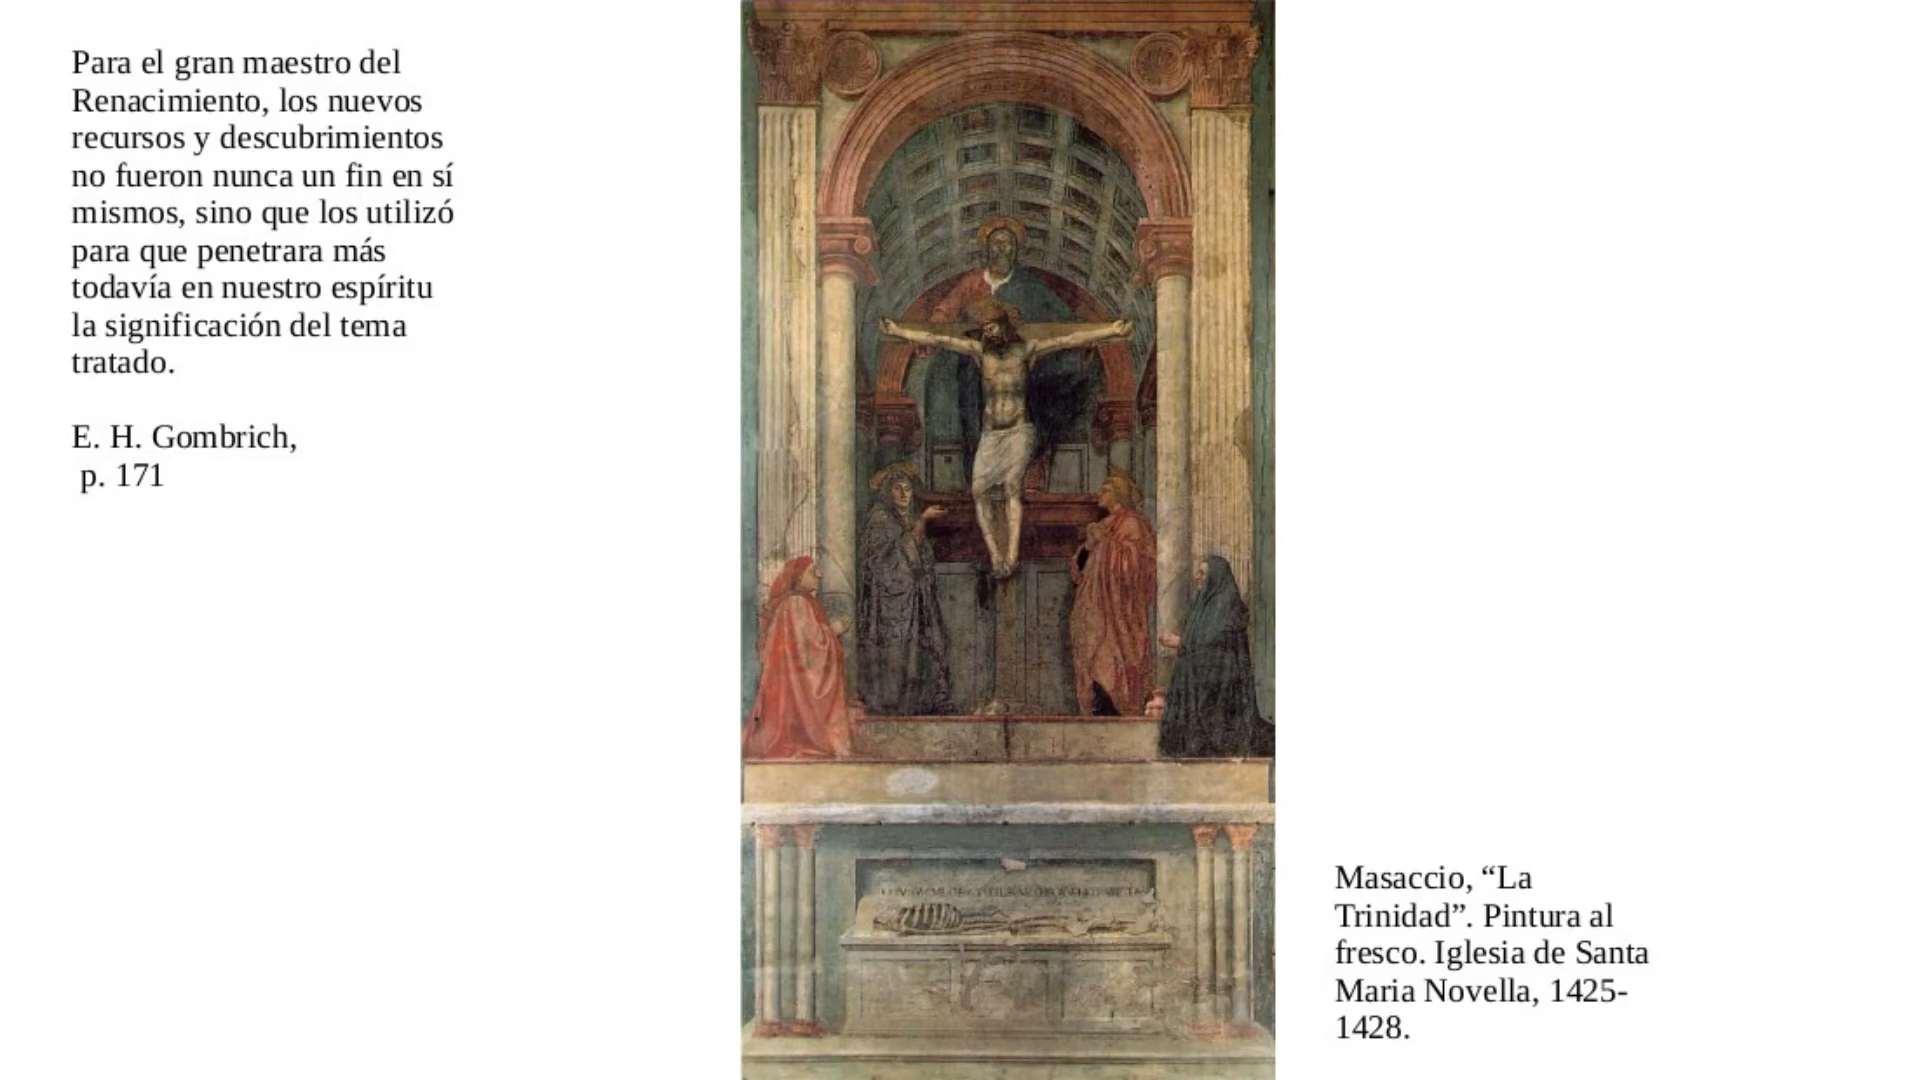 Para el gran maestro del
Renacimiento, los nuevos
recursos y descubrimientos
no fueron nunca un fin en sí
mismos, sino que los utilizó
para que penetrara más
todavía en nuestro espíritu
la significación del tema
tratado.
E. H. Gombrich,
p. 171
Masaccio, “La
Trinidad”. Pintura al
fresco. Iglesia de Santa
Maria Novella, 1425-
1428.